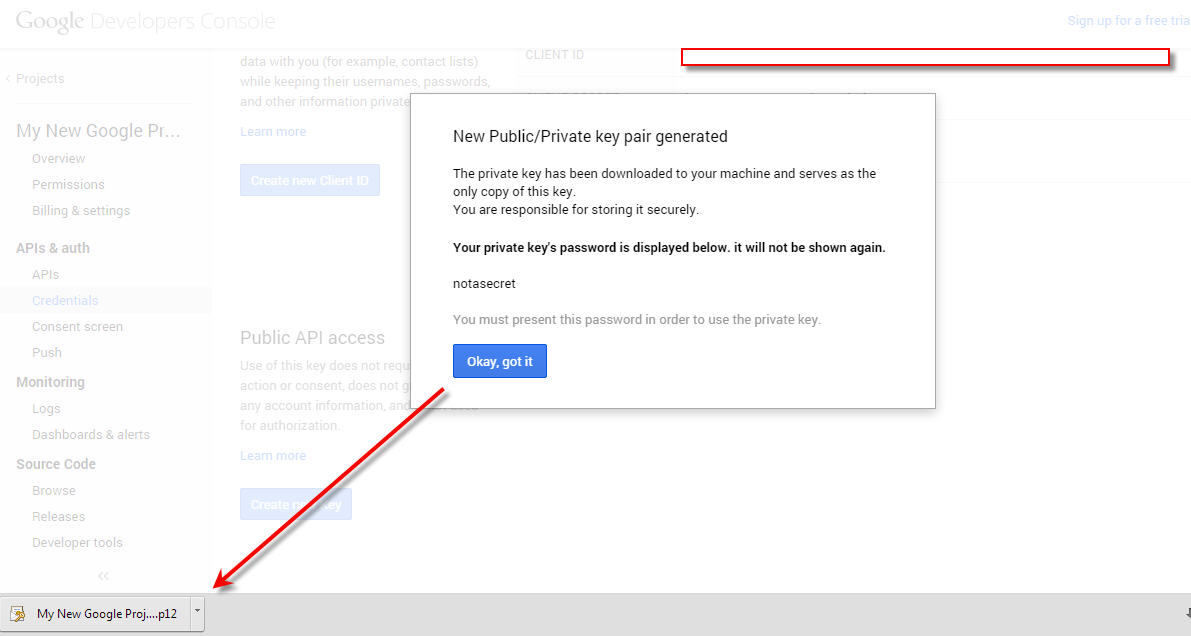 Google Developers Console
Sign up for a free tria
‹ Projects
My New Google Pr...
Overview
Permissions
Billing & settings
APIs & auth
APIs
Credentials
Consent screen
Push
Monitoring
Logs
Dashboards & alerts
Source Code
Browse
Releases
Developer tools
data with you (for example, contact lists)
while keeping their usernames, passwords,
and other information private
Learn more
Create new Client ID
Public API access
Use of this key does not requ
action or consent, does not g
any account information, and
for authorization.
Learn more
Create new Key
CLIENT ID
New Public/Private key pair generated
The private key has been downloaded to your machine and serves as the
only copy of this key.
You are responsible for storing it securely.
Your private key's password is displayed below. it will not be shown again.
notasecret
You must present this password in order to use the private key.
Okay, got it
My New Google Proj....p12